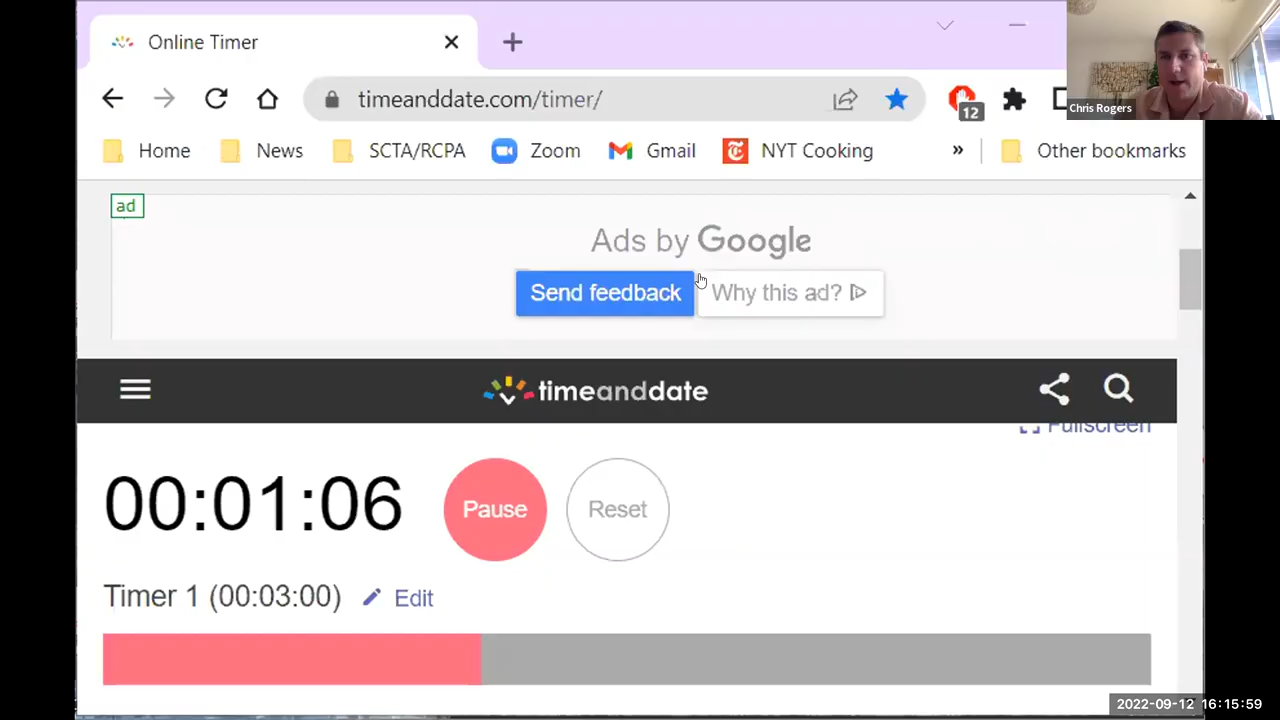 Online Timer
timeanddate.com/timer/
12
Chris Rogers
Home News SCTA/RCPA Zoom Gmail NYT Cooking » Other bookmarks
ad
Ads by Google
Send feedback Why this ad?
timeanddate
Fullscreen
00:01:06 Pause Reset
Timer 1 (00:03:00) Edit
2022-09-12 16:15:59